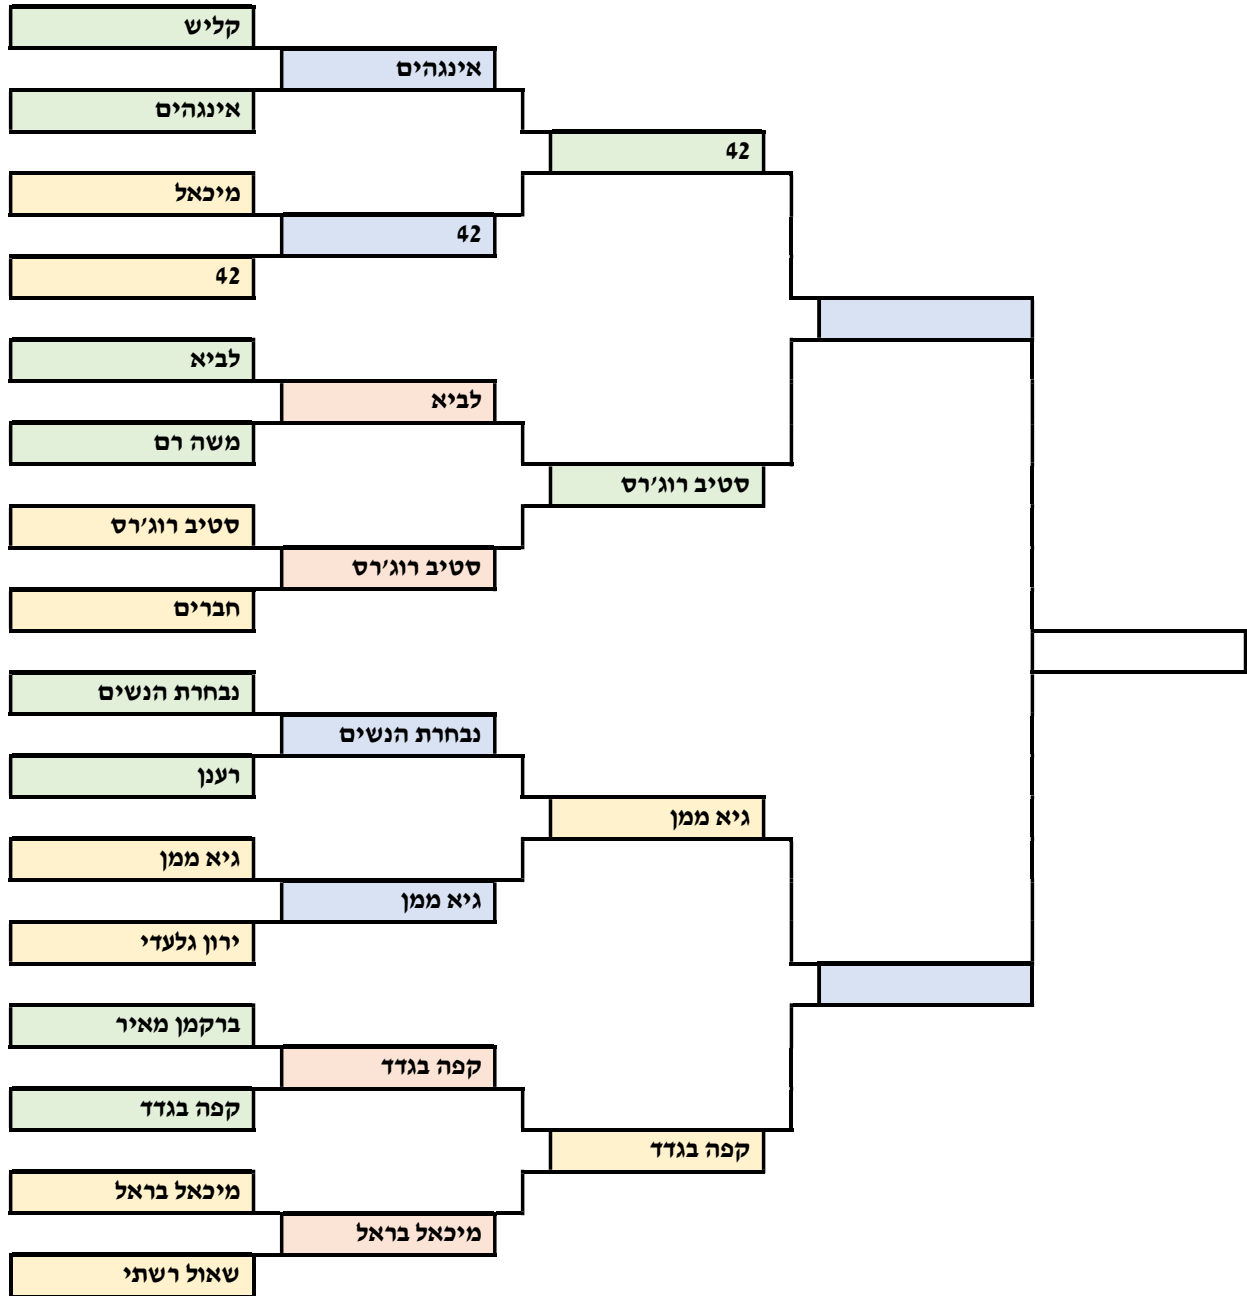 קליש
אינגהים
אינגהים
42
מיכאל
42
42
לביא
לביא
משה רם
סטיב רוג'רס
סטיב רוג'רס
סטיב רוג'רס
חברים
נבחרת הנשים
נבחרת הנשים
רענן
גיא ממן
גיא ממן
גיא ממן
ירון גלעדי
ברקמן מאיר
קפה בגדד
קפה בגדד
קפה בגדד
מיכאל בראל
מיכאל בראל
שאול רשתי